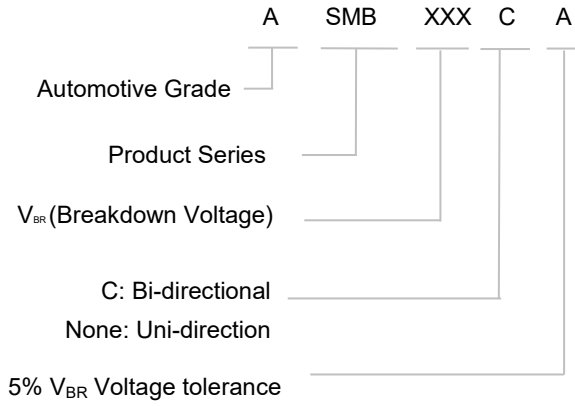 A SMB XXX C A
Automotive Grade
Product Series
VBR (Breakdown Voltage)
C: Bi-directional
None: Uni-direction
5% VBR Voltage tolerance